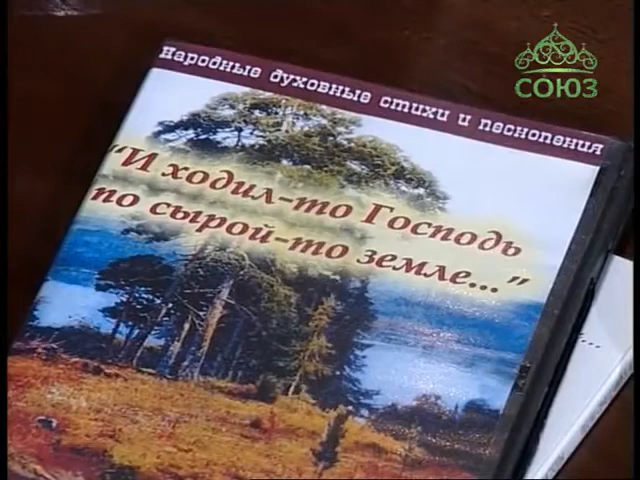 СОЮЗ
Народные духовные стихи и песнопения
“И ходил-то Господь
по сырой-то земле...”